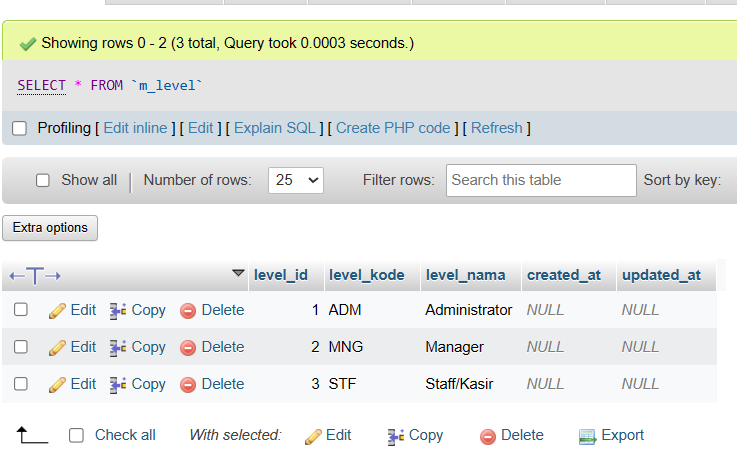 Showing rows 0 - 2 (3 total, Query took 0.0003 seconds.)
SELECT * FROM `m_level`
Profiling [ Edit inline ] [ Edit ] [ Explain SQL ] [ Create PHP code ] [ Refresh ]
Show all | Number of rows: 25 Filter rows: Search this table Sort by key:
Extra options
←T→ level_id level_kode level_nama created_at updated_at
Edit Copy Delete 1 ADM Administrator NULL NULL
Edit Copy Delete 2 MNG Manager NULL NULL
Edit Copy Delete 3 STF Staff/Kasir NULL NULL
Check all With selected: Edit Copy Delete Export